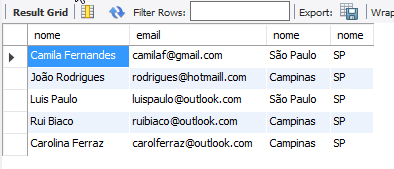 Result Grid Filter Rows: Export: Wrap
nome email nome nome
Camila Fernandes camilaf@gmail.com São Paulo SP
João Rodrigues rodrigues@hotmaill.com Campinas SP
Luis Paulo luispaulo@outlook.com São Paulo SP
Rui Biaco ruibiaco@outlook.com Campinas SP
Carolina Ferraz carolferraz@outlook.com Campinas SP